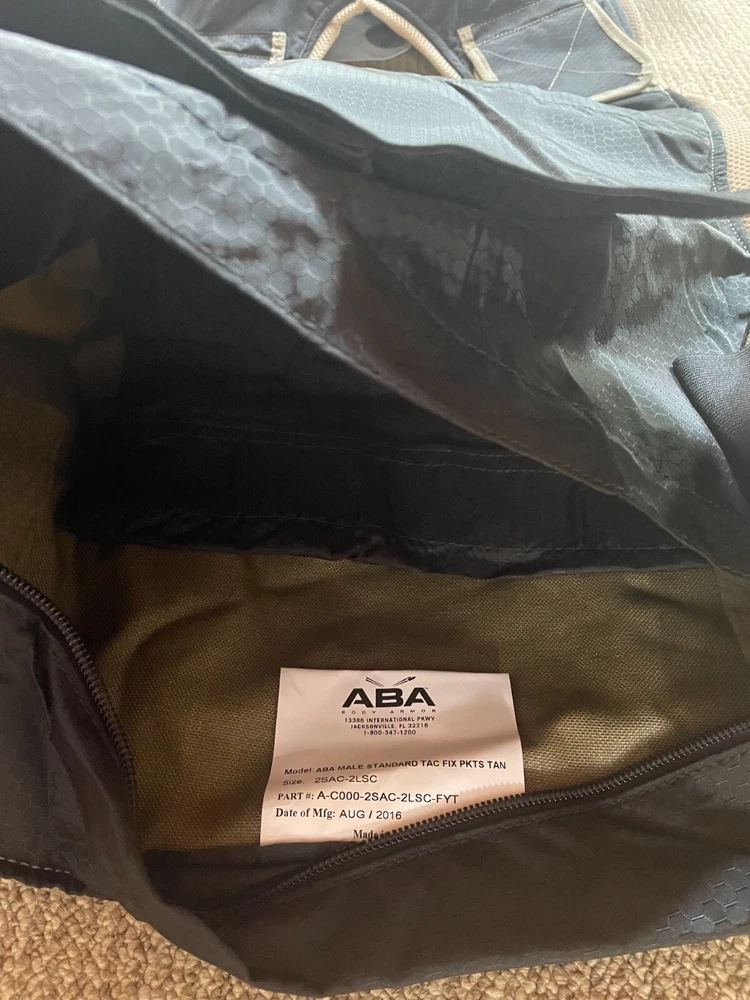 ABA
BODY ARMOR
13386 INTERNATIONAL PKWY
JACKSONVILLE, FL 32218
1-800-347-1200
Model: ABA MALE STANDARD TAC FIX PKTS TAN
Size: 2SAC-2LSC
PART #: A-C000-2SAC-2LSC-FYT
Date of Mfg: AUG / 2016
Made